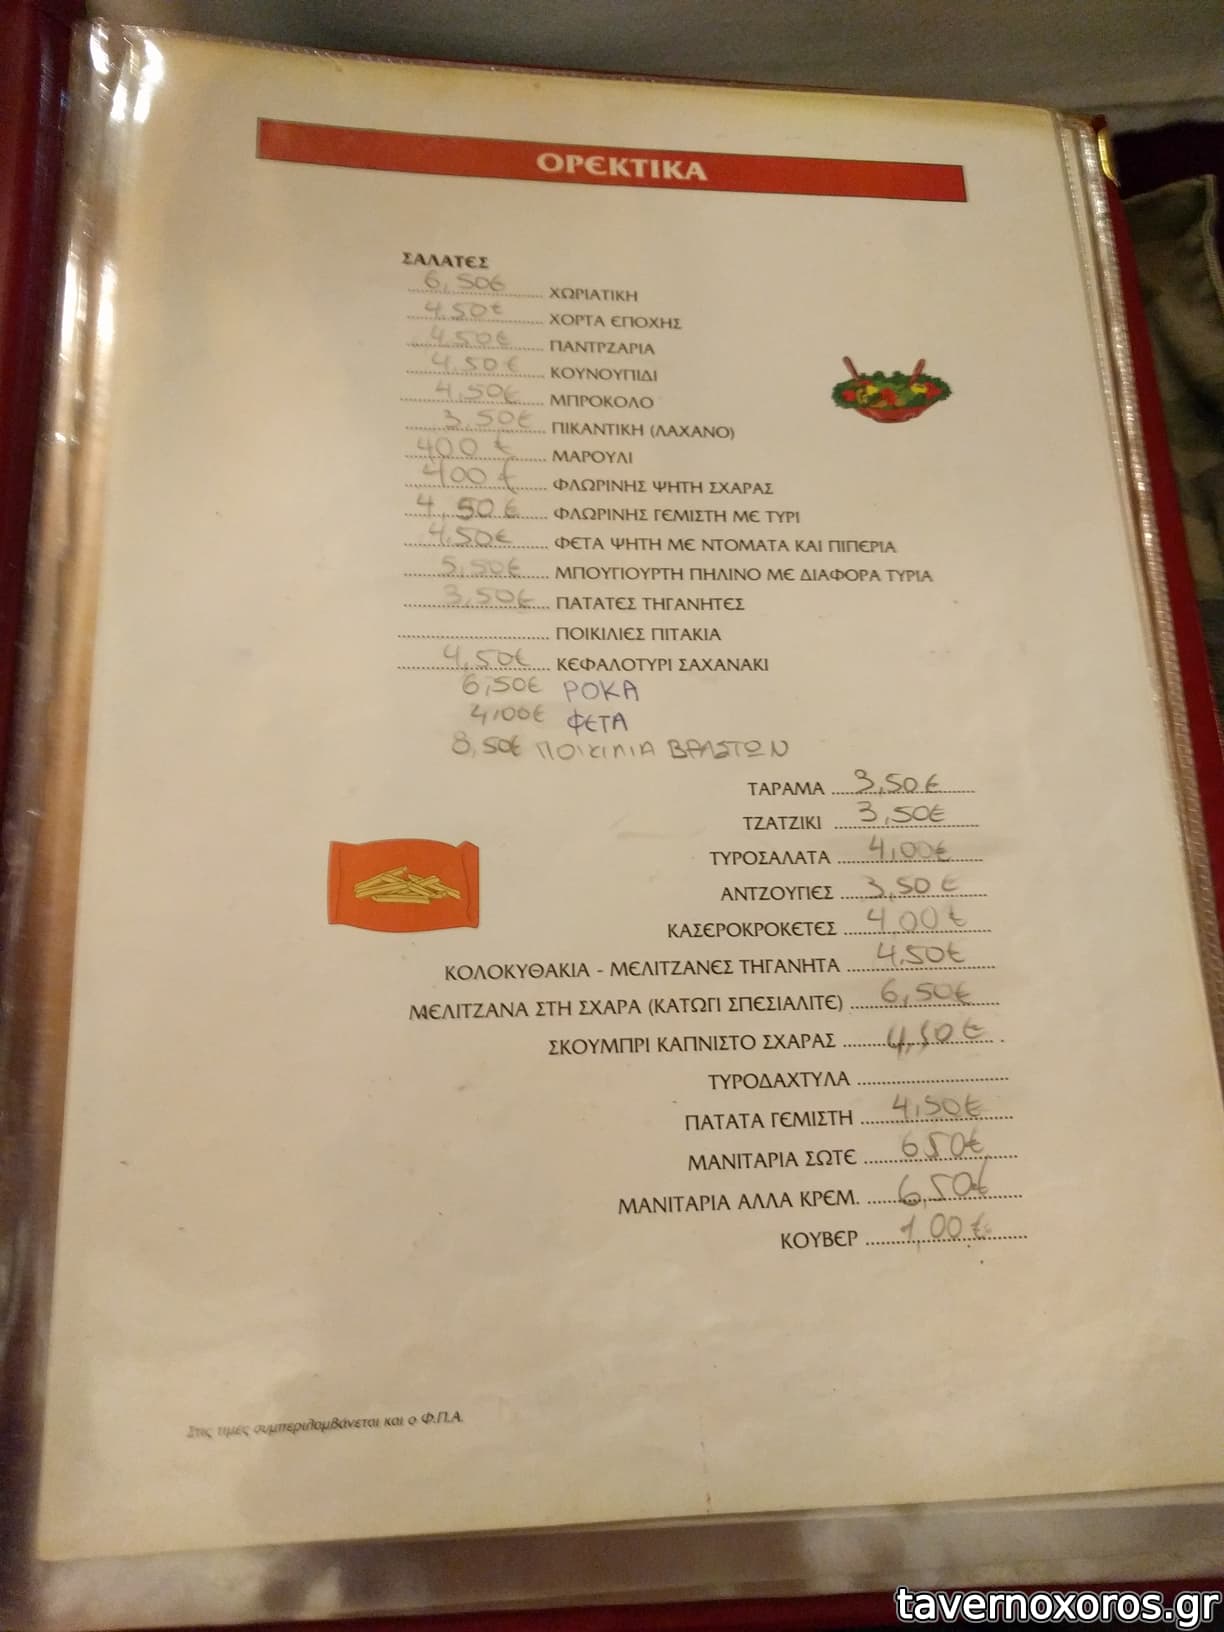 ΟΡΕΚΤΙΚΑ
ΣΑΛΑΤΕΣ
6,50€ ΧΩΡΙΑΤΙΚΗ
4.50€ ΧΟΡΤΑ ΕΠΟΧΗΣ
4.50€ ΠΑΝΤΡΖΑΡΙΑ
4.50€ ΚΟΥΝΟΥΠΙΔΙ
4,50€ ΜΠΡΟΚΟΛΟ
3,50€ ΠΙΚΑΝΤΙΚΗ (ΛΑΧΑΝΟ)
400 € ΜΑΡΟΥΛΙ
400 € ΦΛΩΡΙΝΗΣ ΨΗΤΗ ΣΧΑΡΑΣ
4,50€ ΦΛΩΡΙΝΗΣ ΓΕΜΙΣΤΗ ΜΕ ΤΥΡΙ
4.50€ ΦΕΤΑ ΨΗΤΗ ΜΕ ΝΤΟΜΑΤΑ ΚΑΙ ΠΙΠΕΡΙΑ
5,50€ ΜΠΟΥΓΙΟΥΡΤΗ ΠΗΛΙΝΟ ΜΕ ΔΙΑΦΟΡΑ ΤΥΡΙΑ
3,50€ ΠΑΤΑΤΕΣ ΤΗΓΑΝΗΤΕΣ
ΠΟΙΚΙΛΙΕΣ ΠΙΤΑΚΙΑ
4,50€ ΚΕΦΑΛΟΤΥΡΙ ΣΑΧΑΝΑΚΙ
6,50€ ΡΟΚΑ
4,00€ ΦΕΤΑ
8,50€ ΠΟΙΚΙΛΙΑ ΒΡΑΣΤΩΝ
ΤΑΡΑΜΑ 3,50€
ΤΖΑΤΖΙΚΙ 3,50€
ΤΥΡΟΣΑΛΑΤΑ 4,00€
ΑΝΤΖΟΥΓΙΕΣ 3,50€
ΚΑΣΕΡΟΚΡΟΚΕΤΕΣ 4,00€
ΚΟΛΟΚΥΘΑΚΙΑ - ΜΕΛΙΤΖΑΝΕΣ ΤΗΓΑΝΗΤΑ 4,50€
ΜΕΛΙΤΖΑΝΑ ΣΤΗ ΣΧΑΡΑ (ΚΑΤΩΓΙ ΣΠΕΣΙΑΛΙΤΕ) 6,50€
ΣΚΟΥΜΠΡΙ ΚΑΠΝΙΣΤΟ ΣΧΑΡΑΣ 4,50€
ΤΥΡΟΔΑΧΤΥΛΑ
ΠΑΤΑΤΑ ΓΕΜΙΣΤΗ 4,50€
ΜΑΝΙΤΑΡΙΑ ΣΩΤΕ 6,50€
ΜΑΝΙΤΑΡΙΑ ΑΛΛΑ ΚΡΕΜ. 6,50€
ΚΟΥΒΕΡ 1,00€
Στις τιμές συμπεριλαμβάνεται και ο Φ.Π.Α.
tavernoxoros.gr